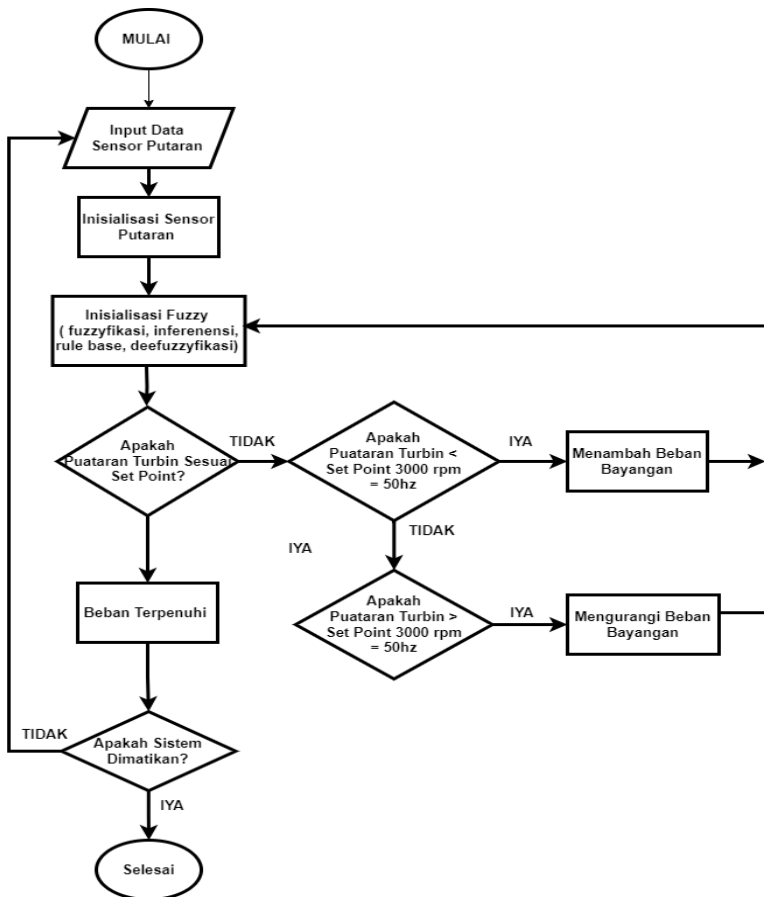 MULAI
Input Data
Sensor Putaran
Inisialisasi Sensor
Putaran
Inisialisasi Fuzzy
( fuzzyfikasi, inferenensi,
rule base, deefuzzyfikasi)
Apakah
Puataran Turbin Sesuai
Set Point?
TIDAK
Apakah
Puataran Turbin <
Set Point 3000 rpm
= 50hz
IYA
Menambah Beban
Bayangan
TIDAK
IYA
Apakah
Puataran Turbin >
Set Point 3000 rpm
= 50hz
IYA
Mengurangi Beban
Bayangan
Beban Terpenuhi
TIDAK
Apakah Sistem
Dimatikan?
IYA
Selesai